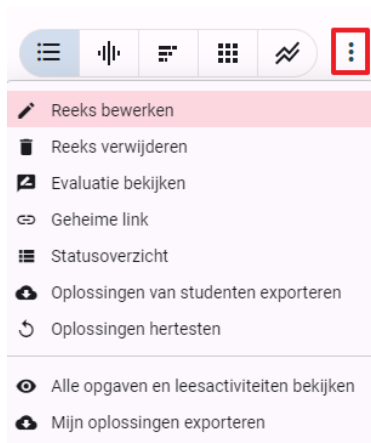 Reeks bewerken
Reeks verwijderen
Evaluatie bekijken
Geheime link
Statusoverzicht
Oplossingen van studenten exporteren
Oplossingen hertesten
Alle opgaven en leesactiviteiten bekijken
Mijn oplossingen exporteren